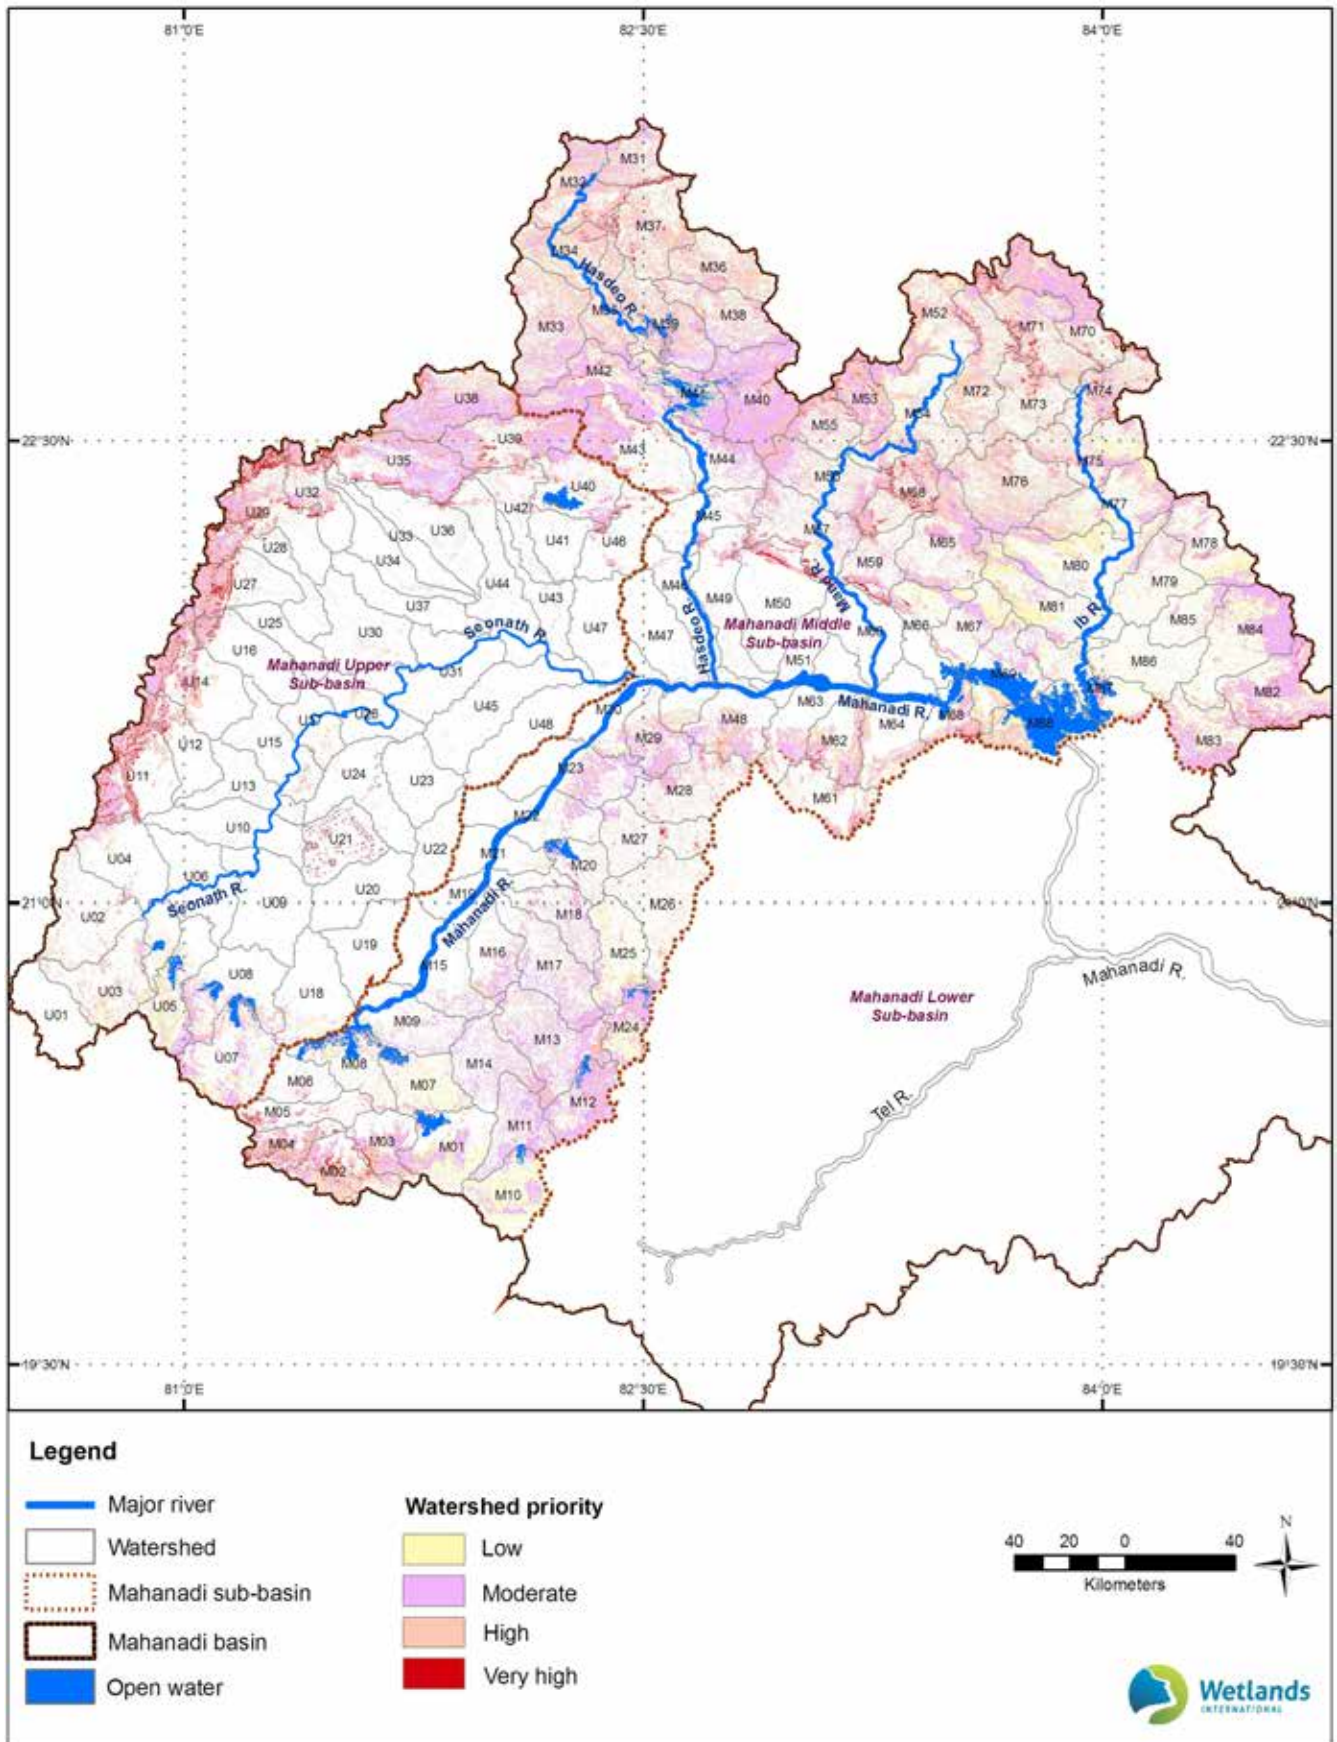 81°0'E 82°30'E 84°0'E
M31
M32
M37
M34
M36
Hasdeo R.
M33 M39 M38
M52 M71 M70
M42
U38 M40 M53 M72 M73 M74
M55
22°30'N 22°30'N
U39 M43 M44
U35 M75
U32 U40 M68 M76
U29 U42 M45 M77
U33 U36 U41 U46 M65 M78
U28 U34 M59
U27 U44 M46 M80 M79
U43 M49 M50 Mand R.
U37 M81 M85
U25 U30 Seonath R. U47 M47 Hasdeo R. Mahanadi Middle M66 M67 Ib R. M84
U16 Sub-basin
Mahanadi Upper M51 M86
Sub-basin U31
U14 U45 M63 Mahanadi R. M82
U26 M48 M64 M68
U12 U15 U48 M29 M62 M83
U11 U24 U23 M23 M28 M61
U13
U10 U21 M22 M27
U04 U22 M21 M20
U06 U20 M19
21°0'N Seonath R. U09 M18 M26
U02 Mahanadi R.
U19 M16 M25
M15 M17 Mahanadi R.
U08
U03 U05 U18 Mahanadi Lower
Sub-basin
U01 M09 M24
M13
U07 M08 M14
M06 M07 M12
M05 M11 Tel R.
M04 M03 M01
M02
M10
19°30'N 19°30'N
81°0'E 82°30'E 84°0'E
Legend
Major river
Watershed
Mahanadi sub-basin
Mahanadi basin
Open water
Watershed priority
Low
Moderate
High
Very high
40 20 0 40
Kilometers
N
Wetlands
INTERNATIONAL